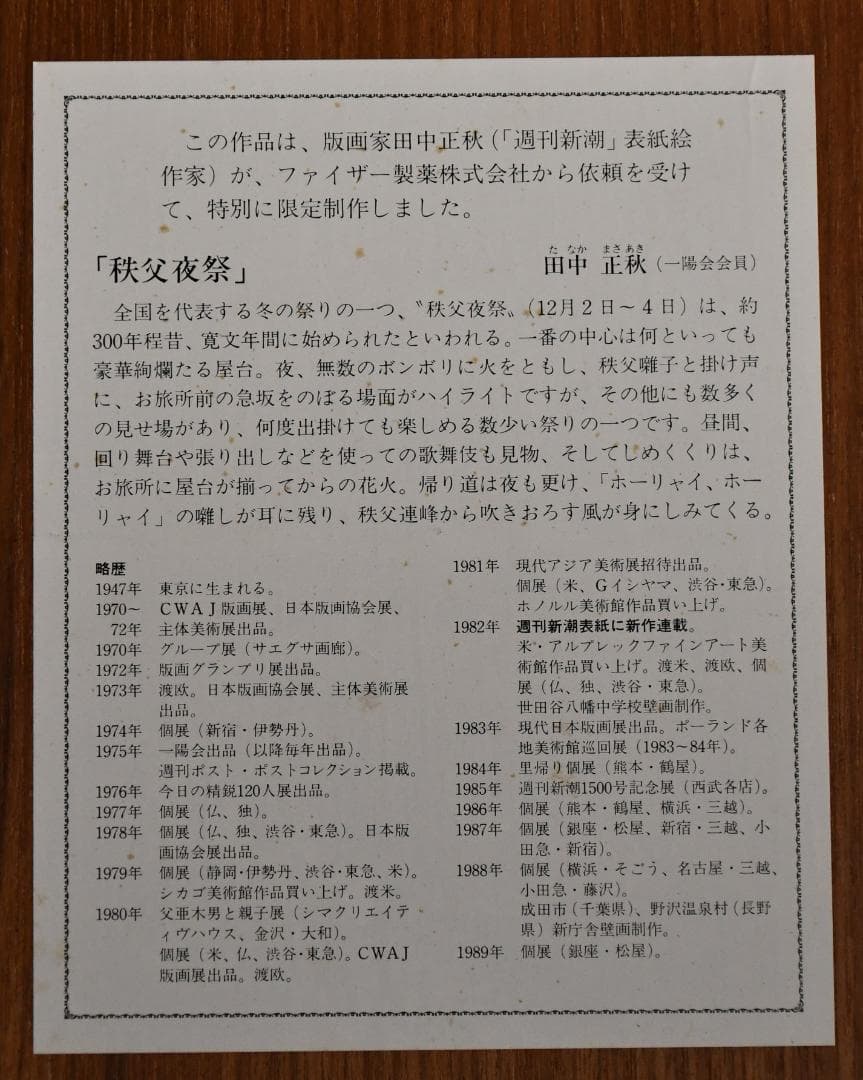 この作品は、版画家田中正秋（「週刊新潮」表紙絵
作家）が、ファイザー製薬株式会社から依頼を受け
て、特別に限定制作しました。
「秩父夜祭」
た なか まさ あき
田中 正秋（一陽会会員）
全国を代表する冬の祭りの一つ、〝秩父夜祭〟（12月2日〜4日）は、約
300年程昔、寛文年間に始められたといわれる。一番の中心は何といっても
豪華絢爛たる屋台。夜、無数のボンボリに火をともし、秩父囃子と掛け声
に、お旅所前の急坂をのぼる場面がハイライトですが、その他にも数多く
の見せ場があり、何度出掛けても楽しめる数少い祭りの一つです。昼間、
回り舞台や張り出しなどを使っての歌舞伎も見物、そしてしめくくりは、
お旅所に屋台が揃ってからの花火。帰り道は夜も更け、「ホーリャイ、ホー
リャイ」の囃しが耳に残り、秩父連峰から吹きおろす風が身にしみてくる。
略歴
1947年 東京に生まれる。
1970〜 CWAJ版画展、日本版画協会展、
72年 主体美術展出品。
1970年 グループ展（サエグサ画廊）。
1972年 版画グランプリ展出品。
1973年 渡欧。日本版画協会展、主体美術展
出品。
1974年 個展（新宿・伊勢丹）。
1975年 一陽会出品（以降毎年出品）。
週刊ポスト・ポストコレクション掲載。
1976年 今日の精鋭120人展出品。
1977年 個展（仏、独）。
1978年 個展（仏、独、渋谷・東急）。日本版
画協会展出品。
1979年 個展（静岡・伊勢丹、渋谷・東急、米）。
シカゴ美術館作品買い上げ。渡米。
1980年 父亜木男と親子展（シマクリエイテ
ィヴハウス、金沢・大和）。
個展（米、仏、渋谷・東急）。CWAJ
版画展出品。渡欧。
1981年 現代アジア美術展招待出品。
個展（米、Gイシヤマ、渋谷・東急）。
ホノルル美術館作品買い上げ。
1982年 週刊新潮表紙に新作連載。
米・アルブレックファインアート美
術館作品買い上げ。渡米、渡欧、個
展（仏、独、渋谷・東急）。
世田谷八幡中学校壁画制作。
1983年 現代日本版画展出品。ポーランド各
地美術館巡回展（1983〜84年）。
1984年 里帰り個展（熊本・鶴屋）。
1985年 週刊新潮1500号記念展（西武各店）。
1986年 個展（熊本・鶴屋、横浜・三越）。
1987年 個展（銀座・松屋、新宿・三越、小
田急・新宿）。
1988年 個展（横浜・そごう、名古屋・三越、
小田急・藤沢）。
成田市（千葉県）、野沢温泉村（長野
県）新庁舎壁画制作。
1989年 個展（銀座・松屋）。